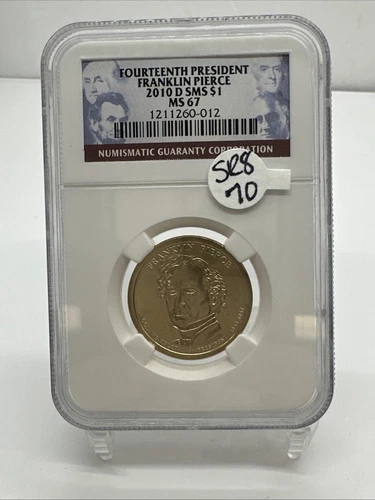 FOURTEENTH PRESIDENT
FRANKLIN PIERCE
2010 D SMS $1
MS 67
1211260-012
NUMISMATIC GUARANTY CORPORATION
SR8
70
FRANKLIN PIERCE